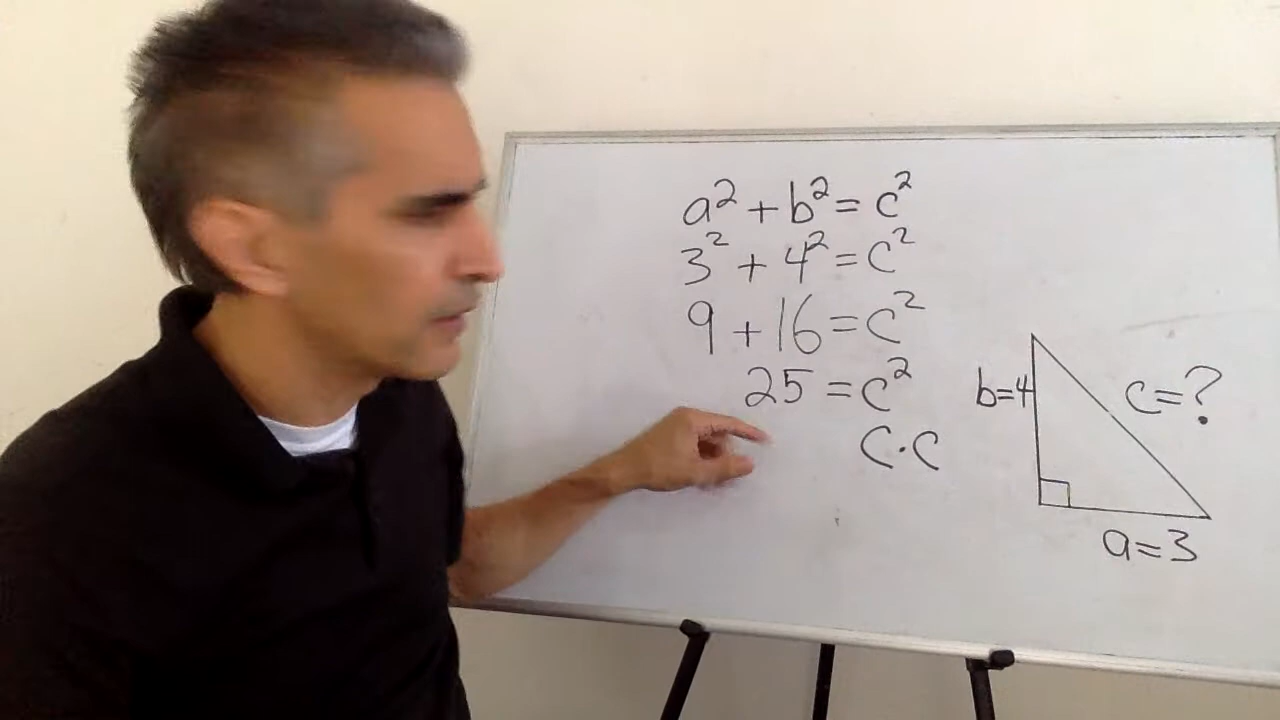 a² + b² = c²
3² + 4² = c²
9 + 16 = c²
25 = c²
c·c
b=4
c=?
a=3